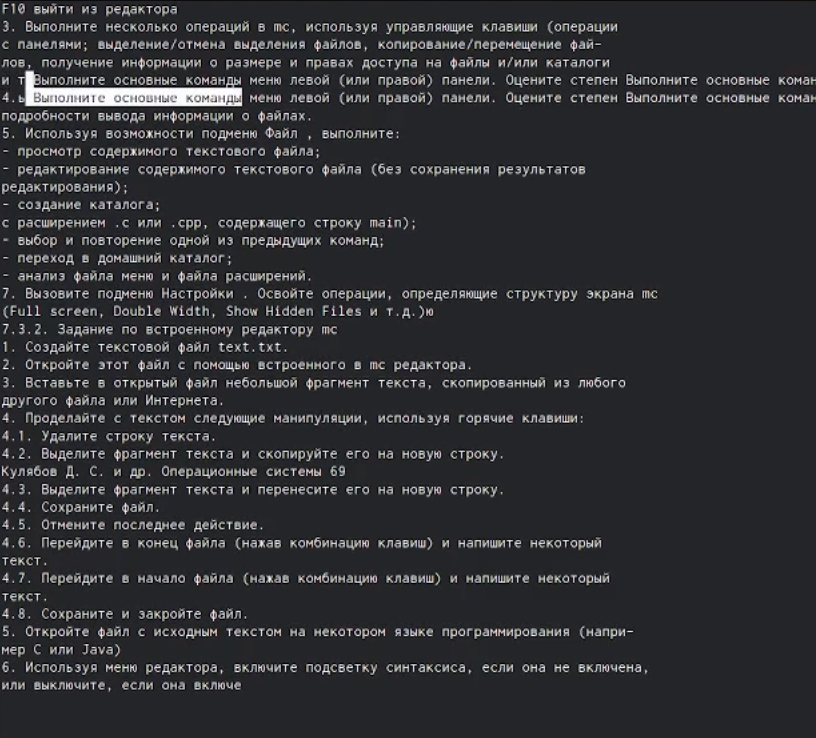 F10 выйти из редактора
3. Выполните несколько операций в mc, используя управляющие клавиши (операции
с панелями; выделение/отмена выделения файлов, копирование/перемещение фай-
лов, получение информации о размере и правах доступа на файлы и/или каталоги
и т Выполните основные команды меню левой (или правой) панели. Оцените степен Выполните основные коман
4.ы Выполните основные команды меню левой (или правой) панели. Оцените степен Выполните основные коман
подробности вывода информации о файлах.
5. Используя возможности подменю Файл , выполните:
- просмотр содержимого текстового файла;
- редактирование содержимого текстового файла (без сохранения результатов
редактирования);
- создание каталога;
с расширением .c или .cpp, содержащего строку main);
- выбор и повторение одной из предыдущих команд;
- переход в домашний каталог;
- анализ файла меню и файла расширений.
7. Вызовите подменю Настройки . Освойте операции, определяющие структуру экрана mc
(Full screen, Double Width, Show Hidden Files и т.д.)ю
7.3.2. Задание по встроенному редактору mc
1. Создайте текстовой файл text.txt.
2. Откройте этот файл с помощью встроенного в mc редактора.
3. Вставьте в открытый файл небольшой фрагмент текста, скопированный из любого
другого файла или Интернета.
4. Проделайте с текстом следующие манипуляции, используя горячие клавиши:
4.1. Удалите строку текста.
4.2. Выделите фрагмент текста и скопируйте его на новую строку.
Кулябов Д. С. и др. Операционные системы 69
4.3. Выделите фрагмент текста и перенесите его на новую строку.
4.4. Сохраните файл.
4.5. Отмените последнее действие.
4.6. Перейдите в конец файла (нажав комбинацию клавиш) и напишите некоторый
текст.
4.7. Перейдите в начало файла (нажав комбинацию клавиш) и напишите некоторый
текст.
4.8. Сохраните и закройте файл.
5. Откройте файл с исходным текстом на некотором языке программирования (напри-
мер C или Java)
6. Используя меню редактора, включите подсветку синтаксиса, если она не включена,
или выключите, если она включе